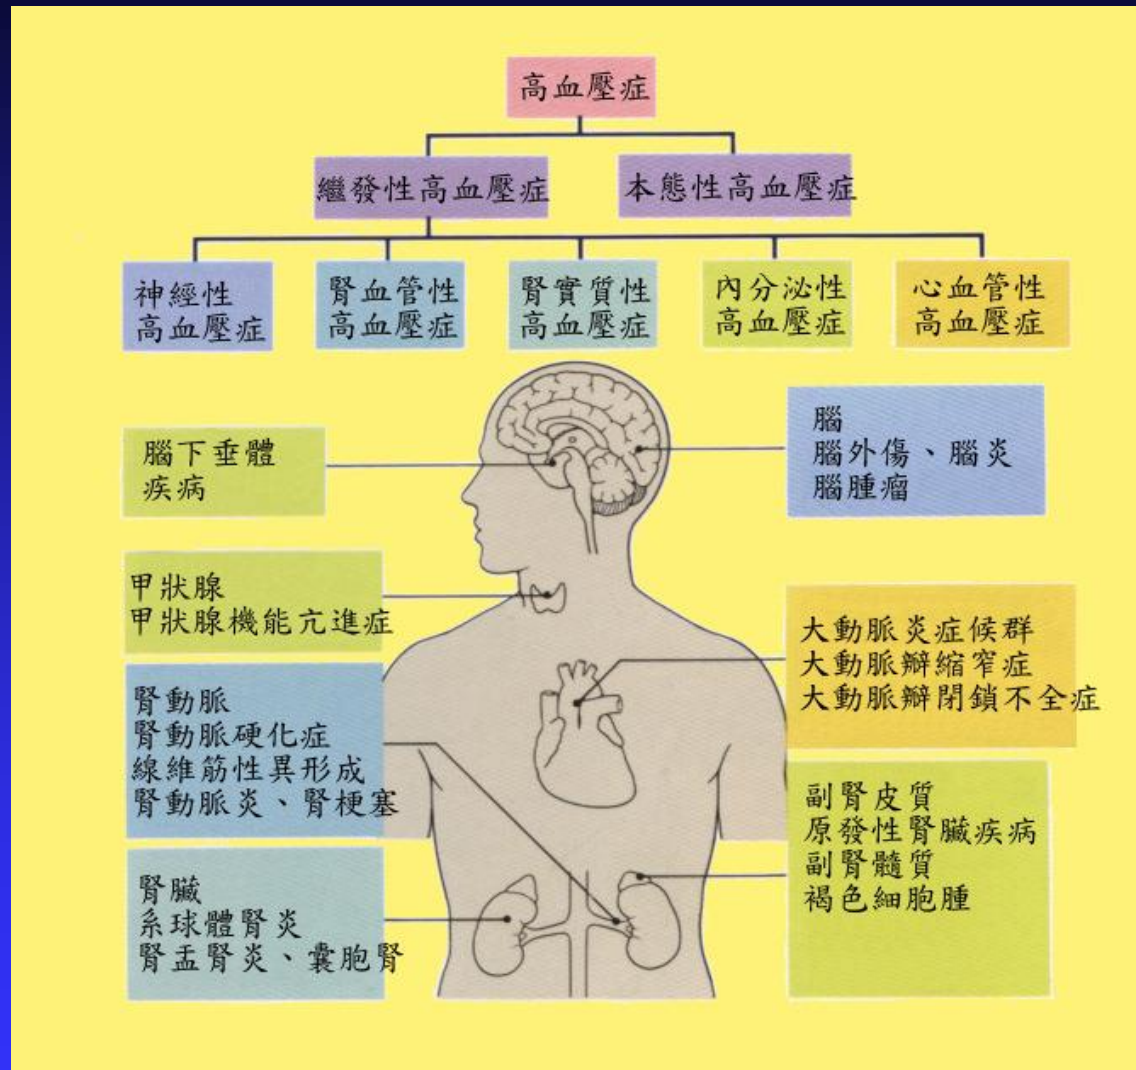 高血壓症
繼發性高血壓症
本態性高血壓症
神經性
高血壓症
腎血管性
高血壓症
腎實質性
高血壓症
內分泌性
高血壓症
心血管性
高血壓症
腦下垂體
疾病
腦
腦外傷、腦炎
腦腫瘤
甲狀腺
甲狀腺機能亢進症
大動脈炎症候群
大動脈瓣縮窄症
大動脈瓣閉鎖不全症
腎動脈
腎動脈硬化症
線維筋性異形成
腎動脈炎、腎梗塞
副腎皮質
原發性腎臟疾病
副腎髓質
褐色細胞腫
腎臟
系球體腎炎
腎盂腎炎、囊胞腎